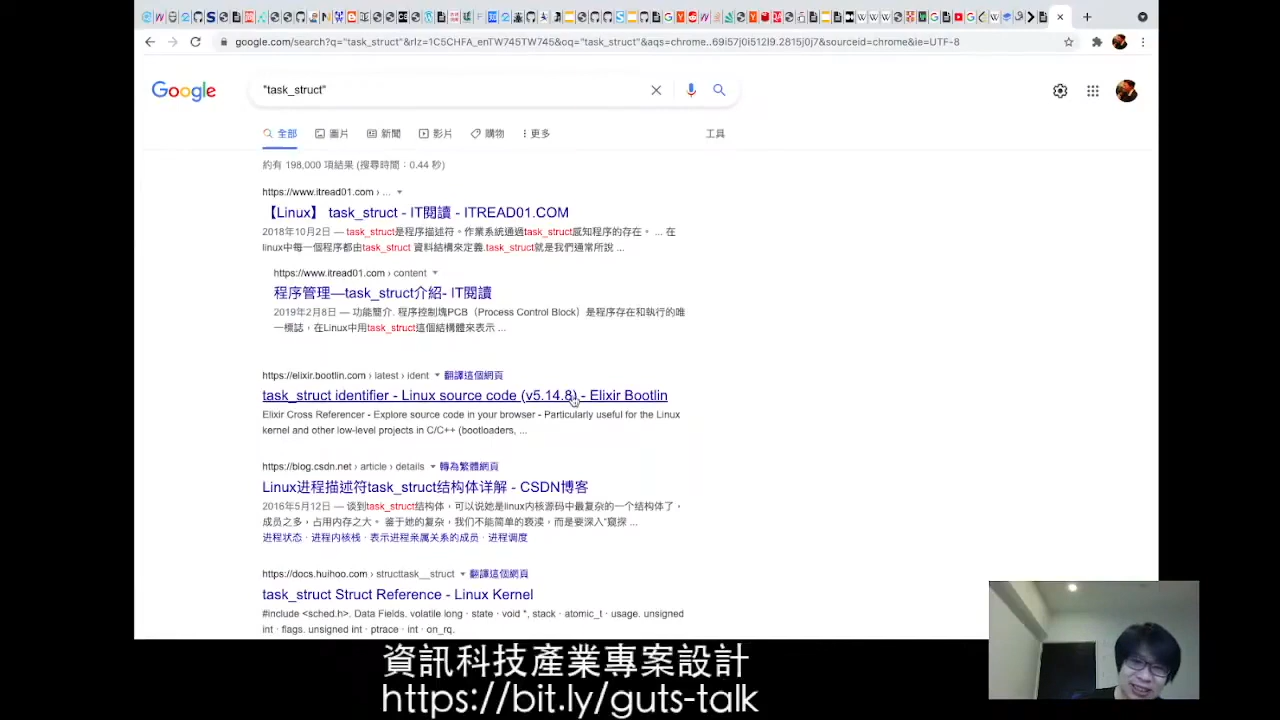 google.com/search?q="task_struct"&rlz=1C5CHFA_enTW745TW745&oq="task_struct"&aqs=chrome..69i57j0i512l9.2815j0j7&sourceid=chrome&ie=UTF-8
Google
"task_struct"
全部 圖片 新聞 影片 購物 更多 工具
約有 198,000 項結果 (搜尋時間：0.44 秒)
https://www.itread01.com › ...
【Linux】 task_struct - IT閱讀 - ITREAD01.COM
2018年10月2日 — task_struct是程序描述符。作業系統通過task_struct感知程序的存在。 ... 在
linux中每一個程序都由task_struct 資料結構來定義.task_struct就是我們通常所說 ...
https://www.itread01.com › content
程序管理—task_struct介紹- IT閱讀
2019年2月8日 — 功能簡介. 程序控制塊PCB（Process Control Block）是程序存在和執行的唯
一標誌，在Linux中用task_struct這個結構體來表示 ...
https://elixir.bootlin.com › latest › ident 翻譯這個網頁
task_struct identifier - Linux source code (v5.14.8) - Elixir Bootlin
Elixir Cross Referencer - Explore source code in your browser - Particularly useful for the Linux
kernel and other low-level projects in C/C++ (bootloaders, ...
https://blog.csdn.net › article › details 轉為繁體網頁
Linux进程描述符task_struct结构体详解 - CSDN博客
2016年5月12日 — 谈到task_struct结构体，可以说她是linux内核源码中最复杂的一个结构体了，
成员之多，占用内存之大。 鉴于她的复杂，我们不能简单的亵渎，而是要深入"窥探 ...
进程状态 · 进程内核栈 · 表示进程亲属关系的成员 · 进程调度
https://docs.huihoo.com › structtask__struct 翻譯這個網頁
task_struct Struct Reference - Linux Kernel
#include <sched.h>. Data Fields. volatile long · state · void *, stack · atomic_t · usage. unsigned
int · flags. unsigned int · ptrace · int · on_rq.
資訊科技產業專案設計
https://bit.ly/guts-talk